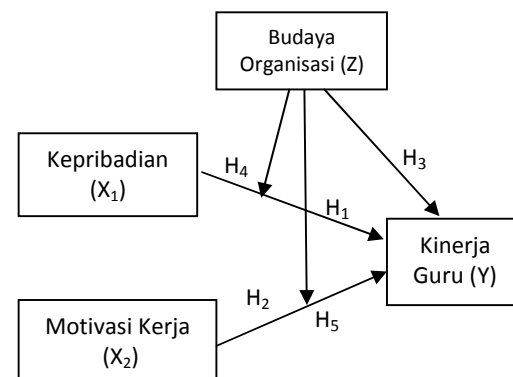 Budaya
Organisasi (Z)
Kepribadian
(X₁)
H₄
H₃
H₁
Kinerja
Guru (Y)
H₂
H₅
Motivasi Kerja
(X₂)